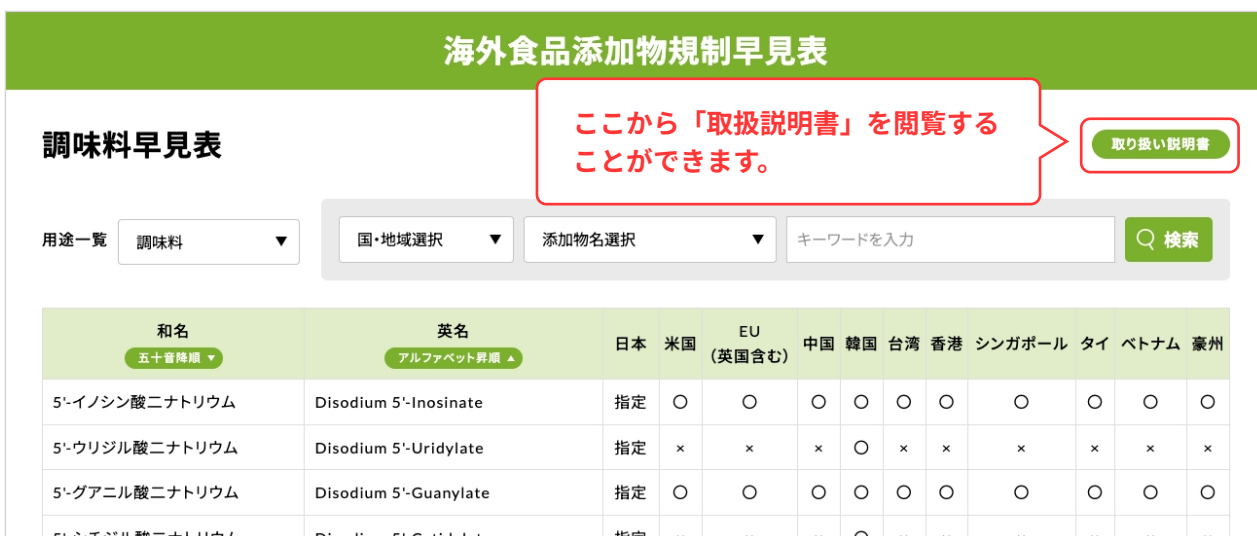 海外食品添加物規制早見表
ここから「取扱説明書」を閲覧する
ことができます。
調味料早見表
取り扱い説明書
用途一覧 調味料 ▼ 国・地域選択 ▼ 添加物名選択 ▼ キーワードを入力 検索
和名 英名 日本 米国 EU (英国含む) 中国 韓国 台湾 香港 シンガポール タイ ベトナム 豪州
五十音降順 ▼ アルファベット昇順 ▲
5'-イノシン酸二ナトリウム Disodium 5'-Inosinate 指定 〇 〇 〇 〇 〇 〇 〇 〇 〇 〇
5'-ウリジル酸二ナトリウム Disodium 5'-Uridylate 指定 × × × 〇 × × × × × ×
5'-グアニル酸二ナトリウム Disodium 5'-Guanylate 指定 〇 〇 〇 〇 〇 〇 〇 〇 〇 〇